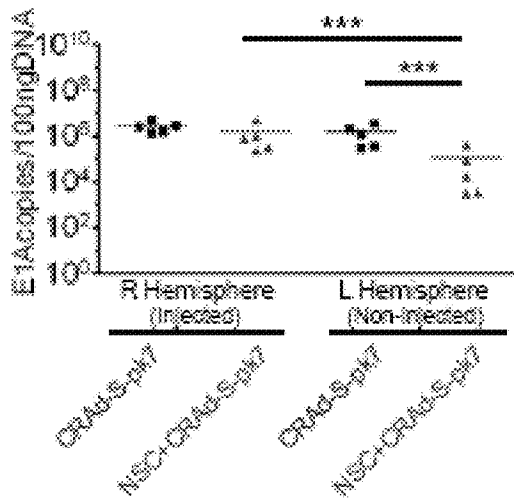 ***
***
E1Acopies/100ngDNA
10¹⁰
10⁸
10⁶
10⁴
10²
10⁰
R Hemisphere
(Injected)
L Hemisphere
(Non-Injected)
CRAd-S-pk7
NSC+CRAd-S-pk7
CRAd-S-pk7
NSC+CRAd-S-pk7